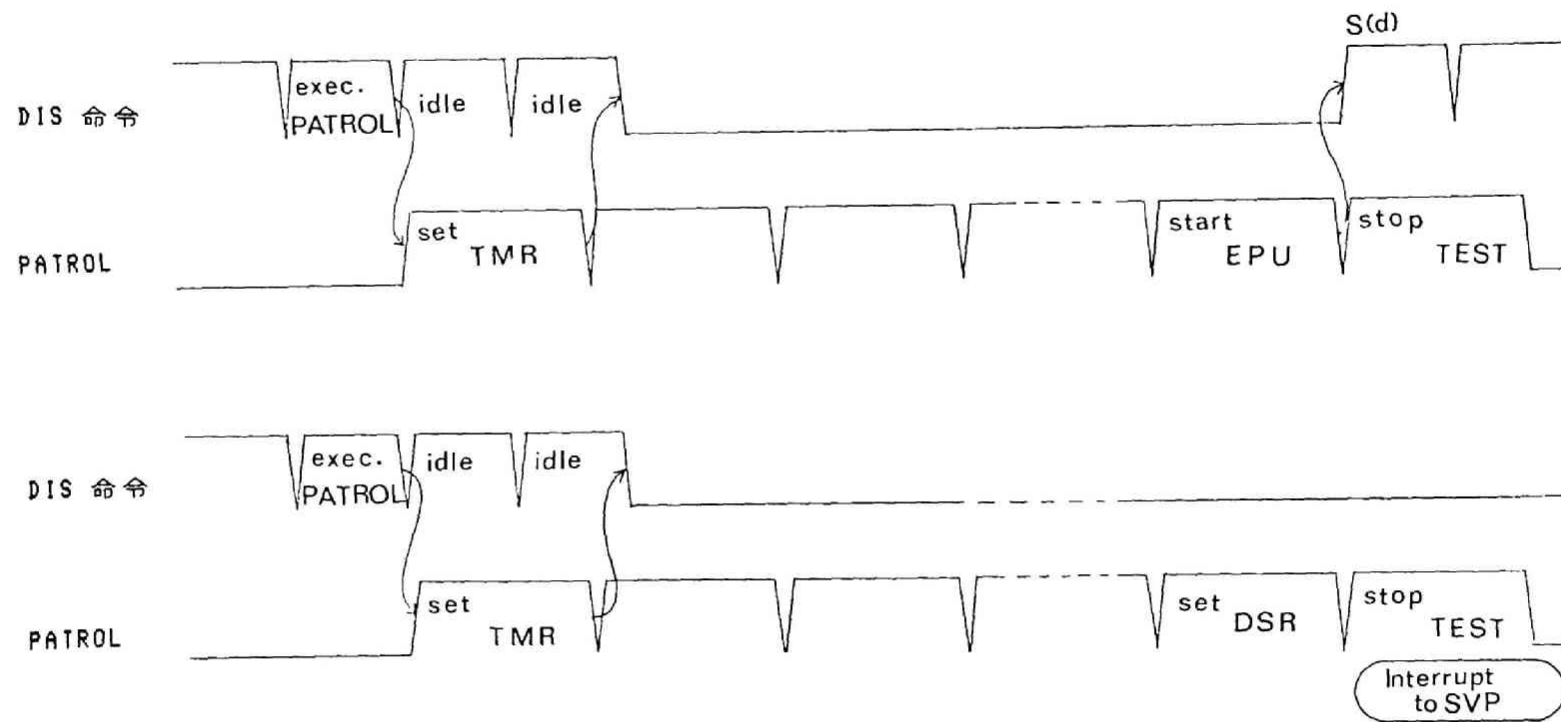 S(d)
exec.
PATROL
idle
idle
DIS 命令
set
TMR
start
EPU
stop
TEST
PATROL
exec.
PATROL
idle
idle
DIS 命令
set
TMR
set
DSR
stop
TEST
PATROL
Interrupt
to SVP